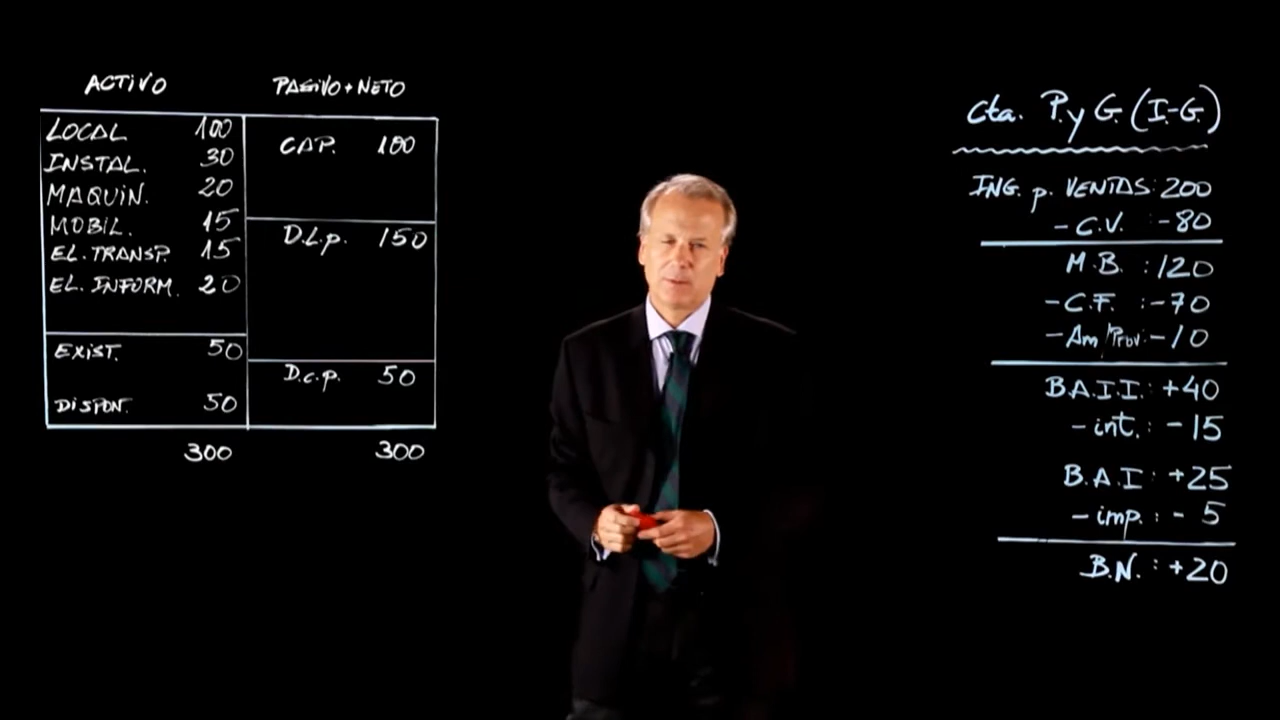 ACTIVO PASIVO+NETO
LOCAL 100
INSTAL. 30
MAQUIN. 20
MOBIL. 15
EL. TRANSP. 15
EL. INFORM. 20
EXIST. 50
DISPON. 50
300
CAP. 100
D.L.p. 150
D.c.p. 50
300
Cta. P. y G. (I.-G.)
ING. p. VENTAS: 200
- C.V. : -80
M.B. : 120
- C.F. : -70
- Am/Prov: -10
B.A.I.I.: +40
- int. : -15
B.A.I : +25
- imp. : - 5
B.N. : +20